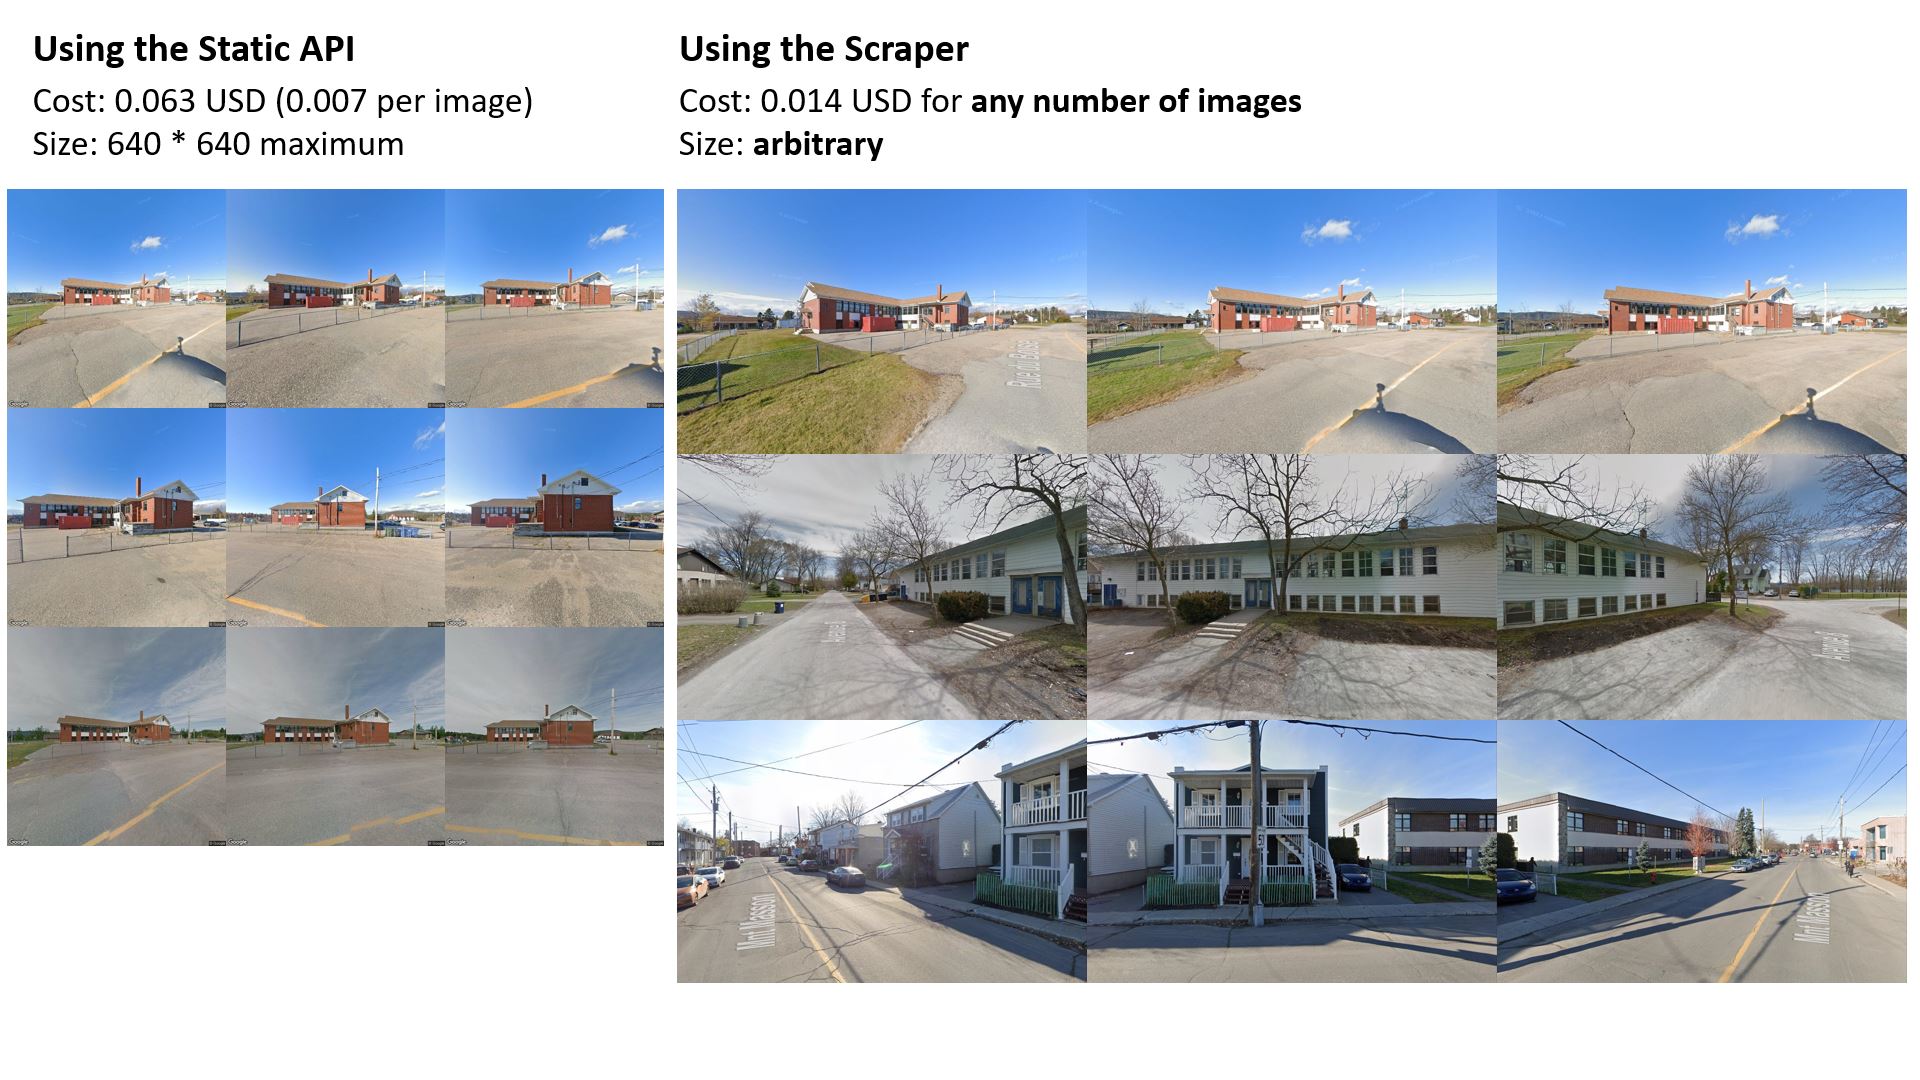 Using the Static API
Cost: 0.063 USD (0.007 per image)
Size: 640 * 640 maximum
Using the Scraper
Cost: 0.014 USD for any number of images
Size: arbitrary
Google
Google
Google
Rue du Boisé
Google
Google
Google
Avenue B
Avenue B
Google
Google
Google
Mnt Masson
Mnt Masson